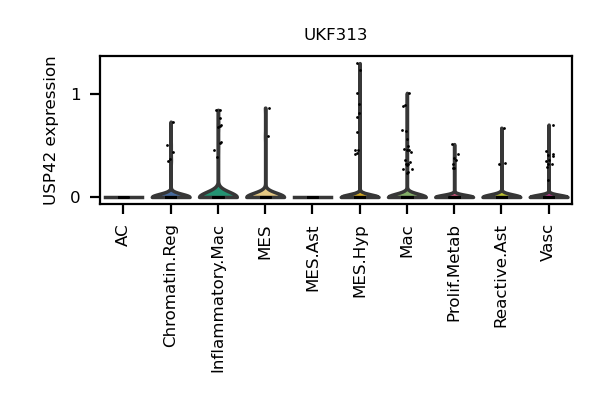 UKF313
USP42 expression
1
0
AC
Chromatin.Reg
Inflammatory.Mac
MES
MES.Ast
MES.Hyp
Mac
Prolif.Metab
Reactive.Ast
Vasc